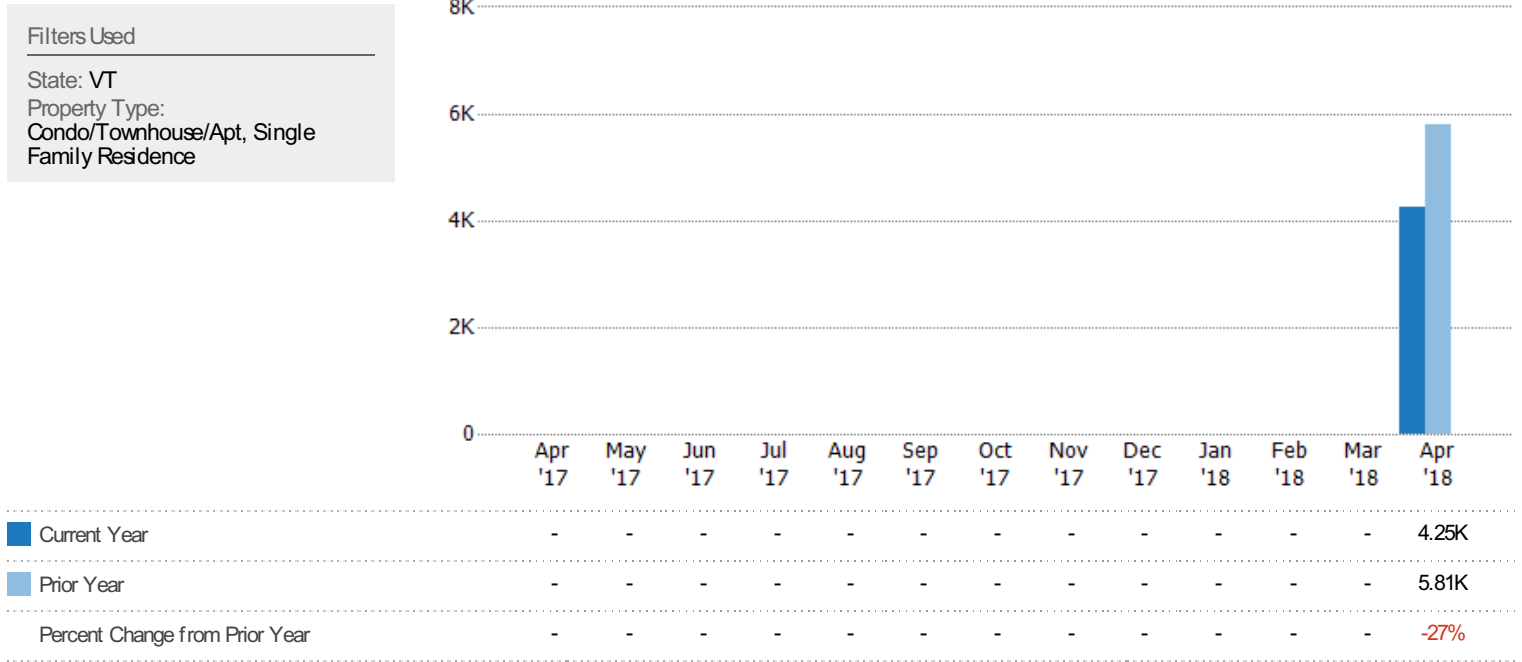 Filters Used
State: VT
Property Type:
Condo/Townhouse/Apt, Single
Family Residence
8K
6K
4K
2K
0
Apr May Jun Jul Aug Sep Oct Nov Dec Jan Feb Mar Apr
'17 '17 '17 '17 '17 '17 '17 '17 '17 '18 '18 '18 '18
Current Year - - - - - - - - - - - - 4.25K
Prior Year - - - - - - - - - - - - 5.81K
Percent Change from Prior Year - - - - - - - - - - - - -27%